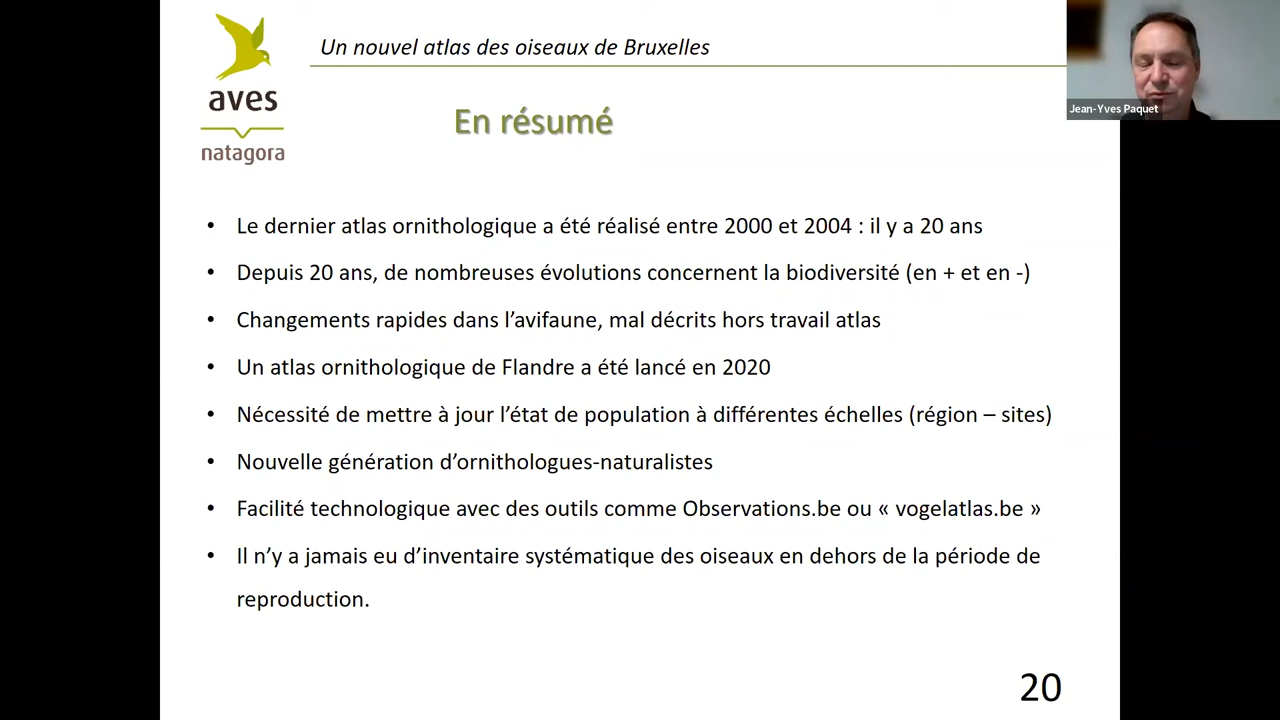 Un nouvel atlas des oiseaux de Bruxelles
aves
natagora
Jean-Yves Paquet
En résumé
• Le dernier atlas ornithologique a été réalisé entre 2000 et 2004 : il y a 20 ans
• Depuis 20 ans, de nombreuses évolutions concernent la biodiversité (en + et en -)
• Changements rapides dans l’avifaune, mal décrits hors travail atlas
• Un atlas ornithologique de Flandre a été lancé en 2020
• Nécessité de mettre à jour l’état de population à différentes échelles (région – sites)
• Nouvelle génération d’ornithologues-naturalistes
• Facilité technologique avec des outils comme Observations.be ou « vogelatlas.be »
• Il n’y a jamais eu d’inventaire systématique des oiseaux en dehors de la période de
reproduction.
20